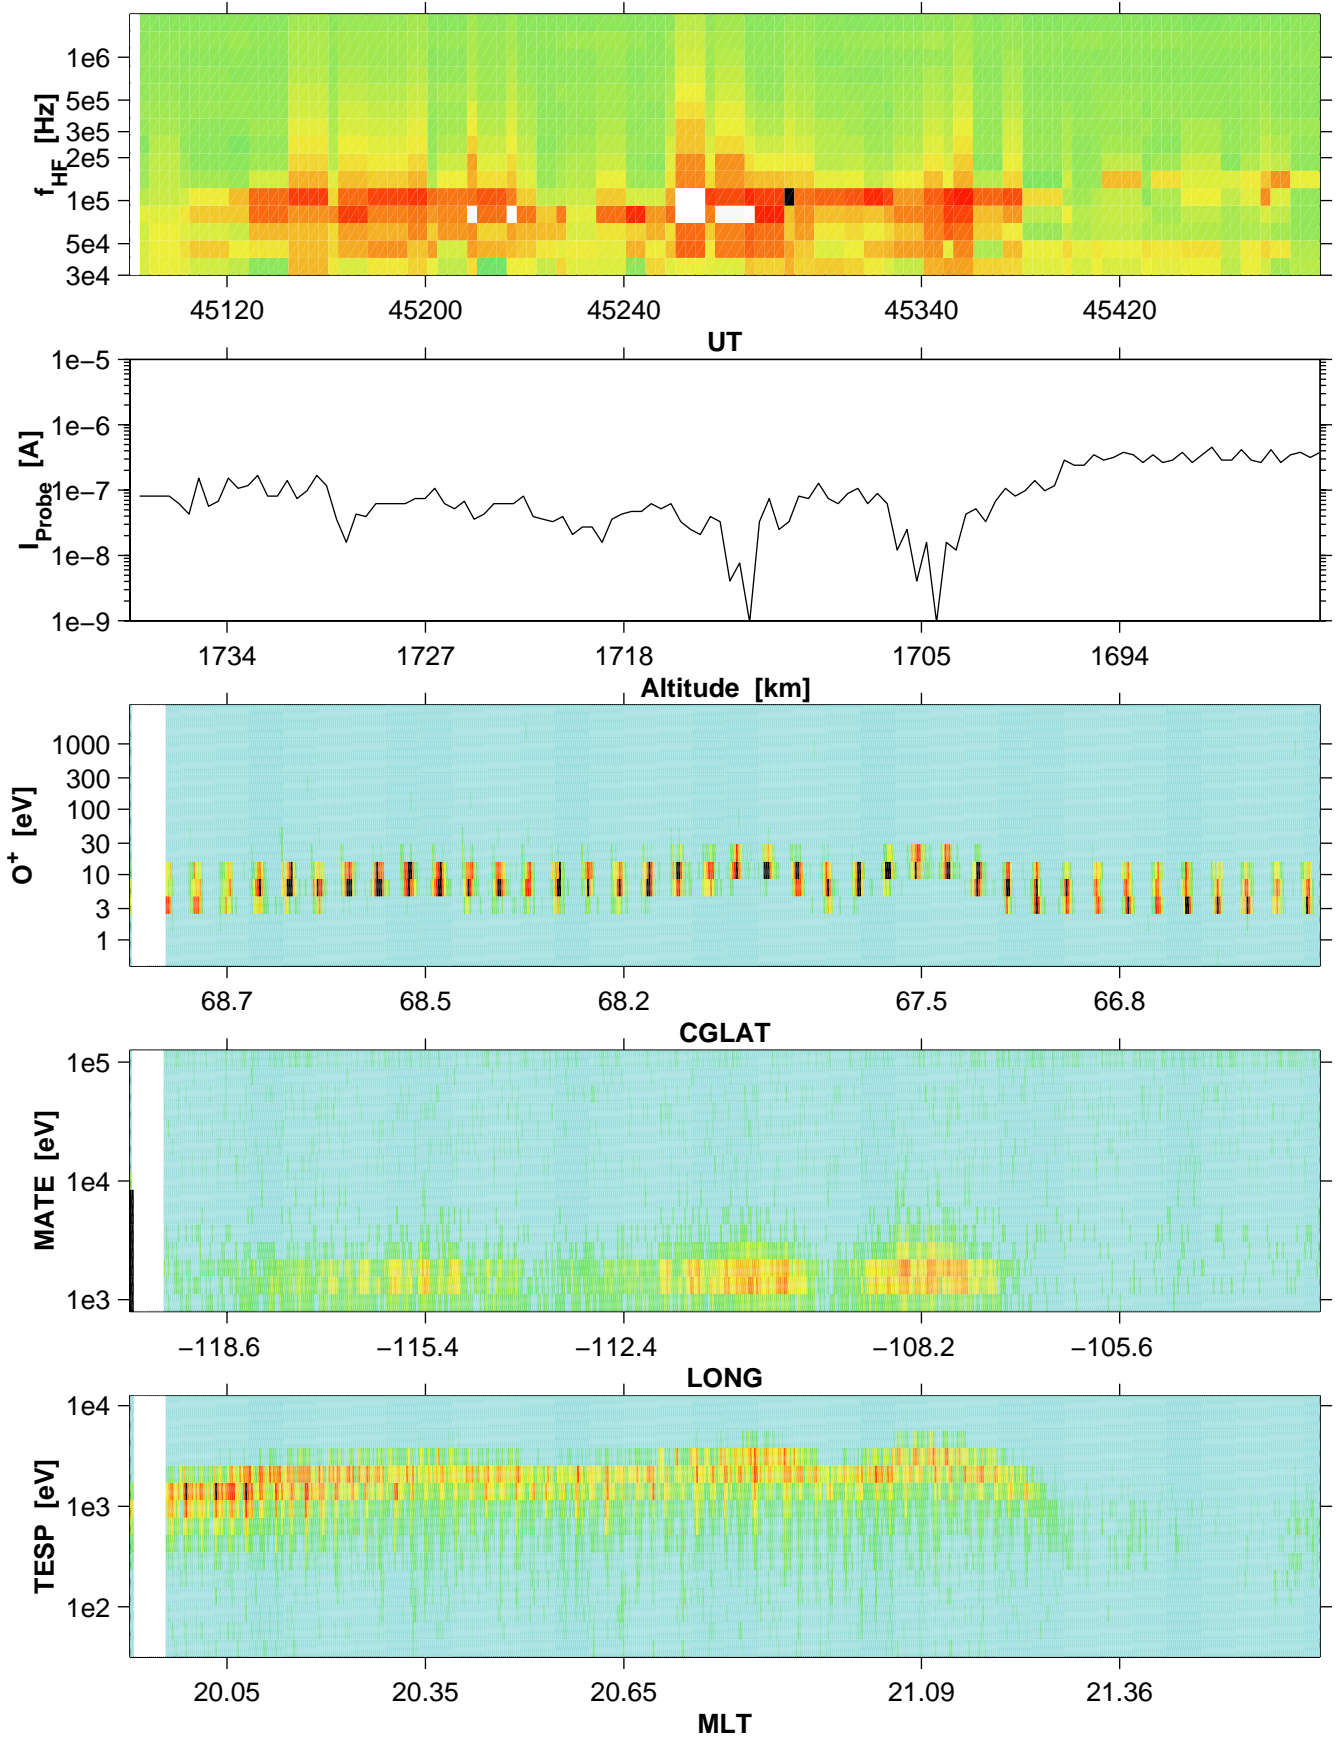 f_HF [Hz]
1e6
5e5
3e5
2e5
1e5
5e4
3e4
45120 45200 45240 45340 45420
UT
I_Probe [A]
1e−5
1e−6
1e−7
1e−8
1e−9
1734 1727 1718 1705 1694
Altitude [km]
O⁺ [eV]
1000
300
100
30
10
3
1
68.7 68.5 68.2 67.5 66.8
CGLAT
MATE [eV]
1e5
1e4
1e3
−118.6 −115.4 −112.4 −108.2 −105.6
LONG
TESP [eV]
1e4
1e3
1e2
20.05 20.35 20.65 21.09 21.36
MLT